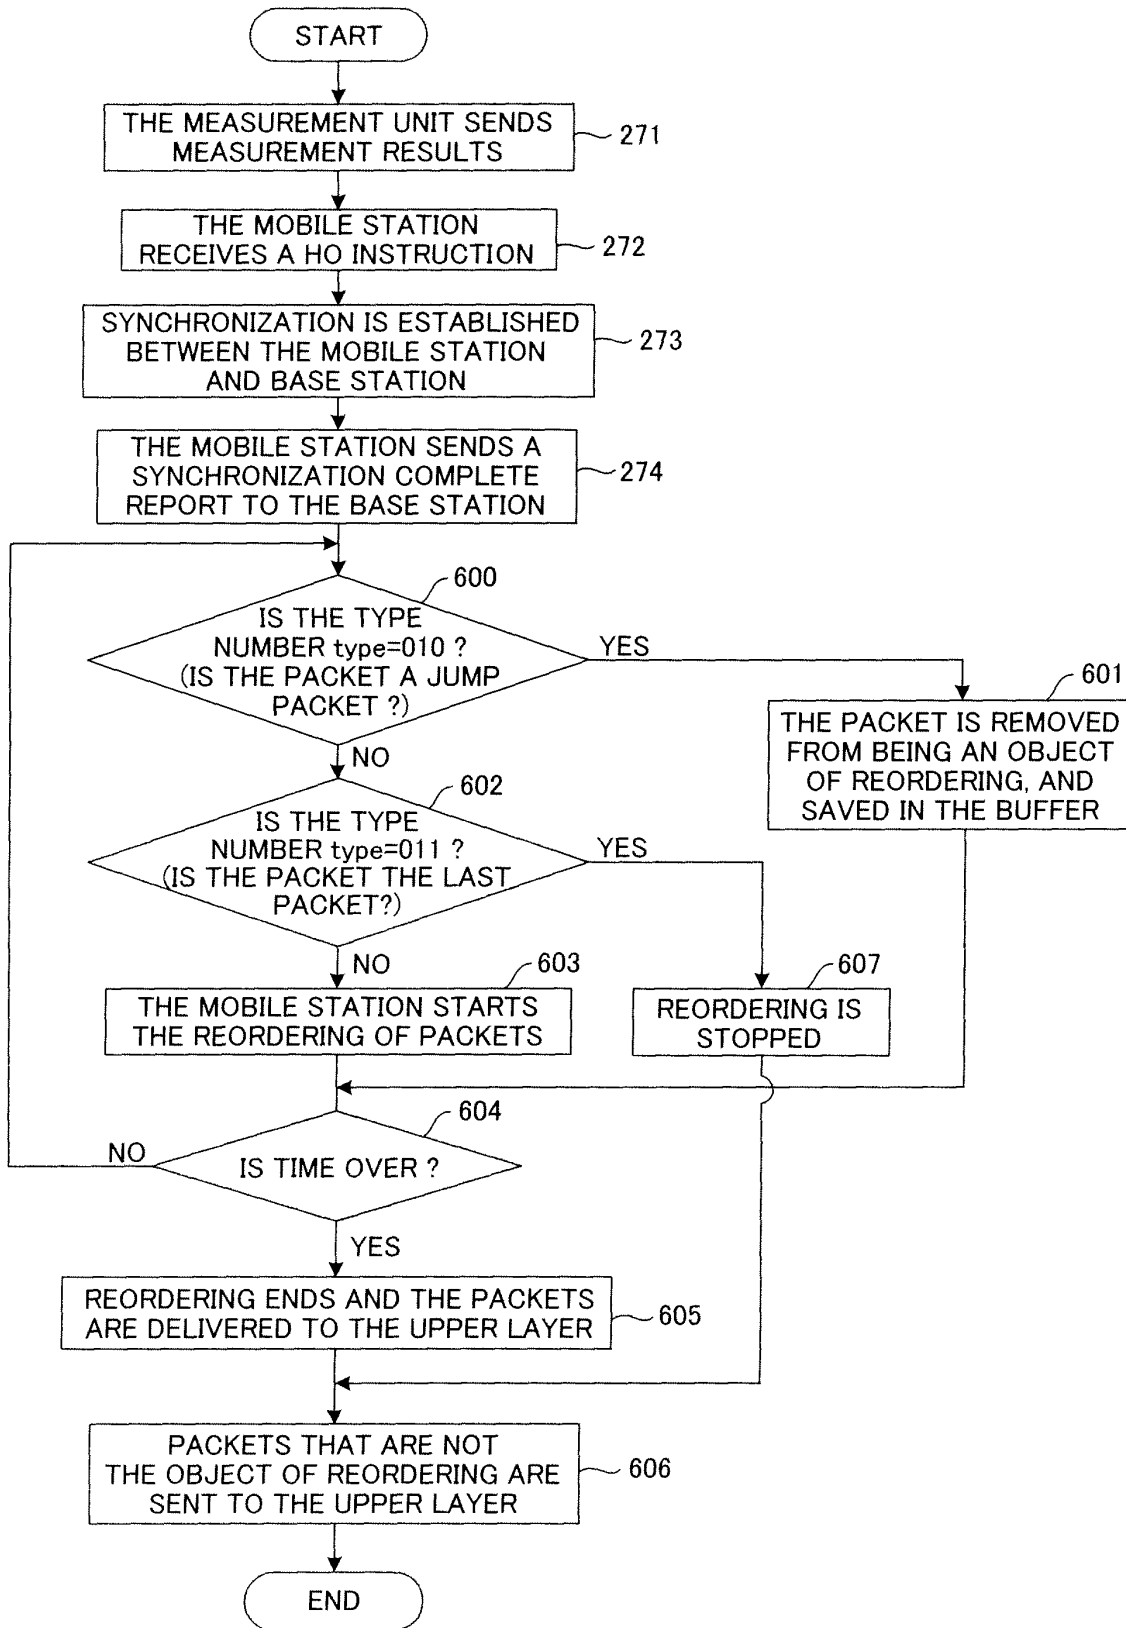 START
THE MEASUREMENT UNIT SENDS
MEASUREMENT RESULTS
271
THE MOBILE STATION
RECEIVES A HO INSTRUCTION
272
SYNCHRONIZATION IS ESTABLISHED
BETWEEN THE MOBILE STATION
AND BASE STATION
273
THE MOBILE STATION SENDS A
SYNCHRONIZATION COMPLETE
REPORT TO THE BASE STATION
274
600
IS THE TYPE
NUMBER type=010 ?
(IS THE PACKET A JUMP
PACKET ?)
YES
NO
601
THE PACKET IS REMOVED
FROM BEING AN OBJECT
OF REORDERING, AND
SAVED IN THE BUFFER
602
IS THE TYPE
NUMBER type=011 ?
(IS THE PACKET THE LAST
PACKET?)
YES
NO
603
THE MOBILE STATION STARTS
THE REORDERING OF PACKETS
607
REORDERING IS
STOPPED
604
IS TIME OVER ?
NO
YES
REORDERING ENDS AND THE PACKETS
ARE DELIVERED TO THE UPPER LAYER
605
PACKETS THAT ARE NOT
THE OBJECT OF REORDERING ARE
SENT TO THE UPPER LAYER
606
END